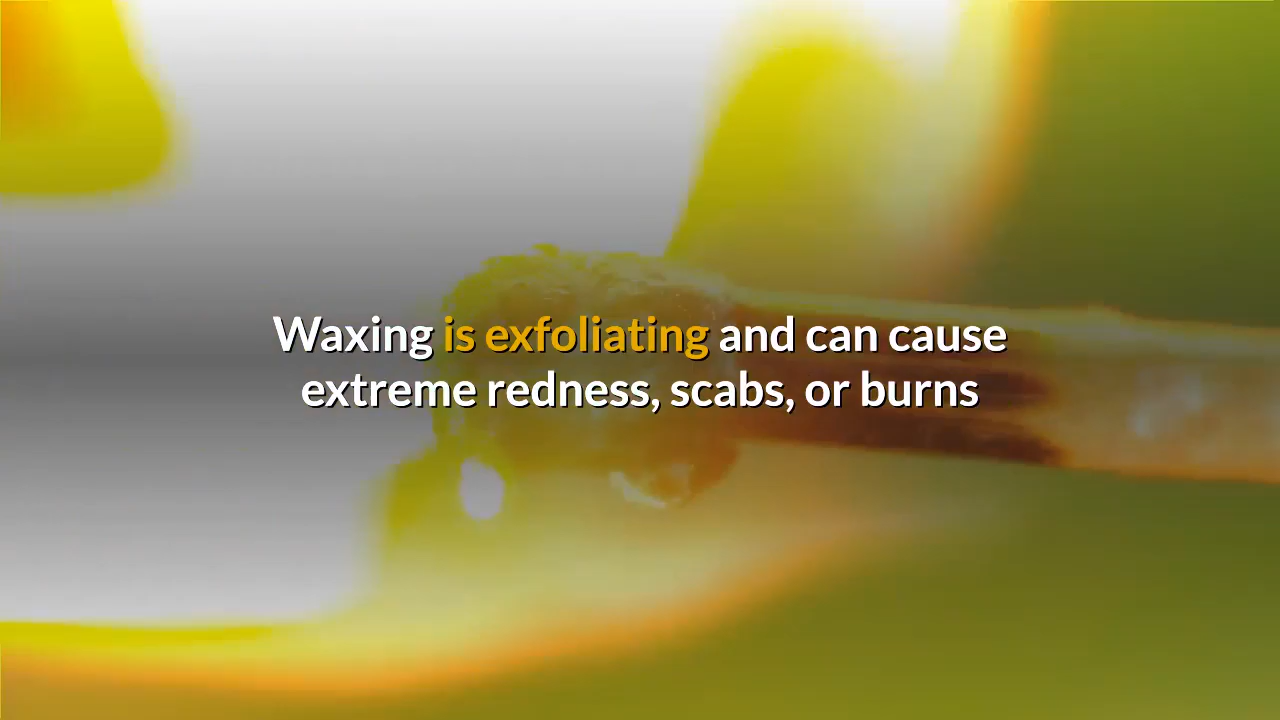 Waxing is exfoliating and can cause
extreme redness, scabs, or burns